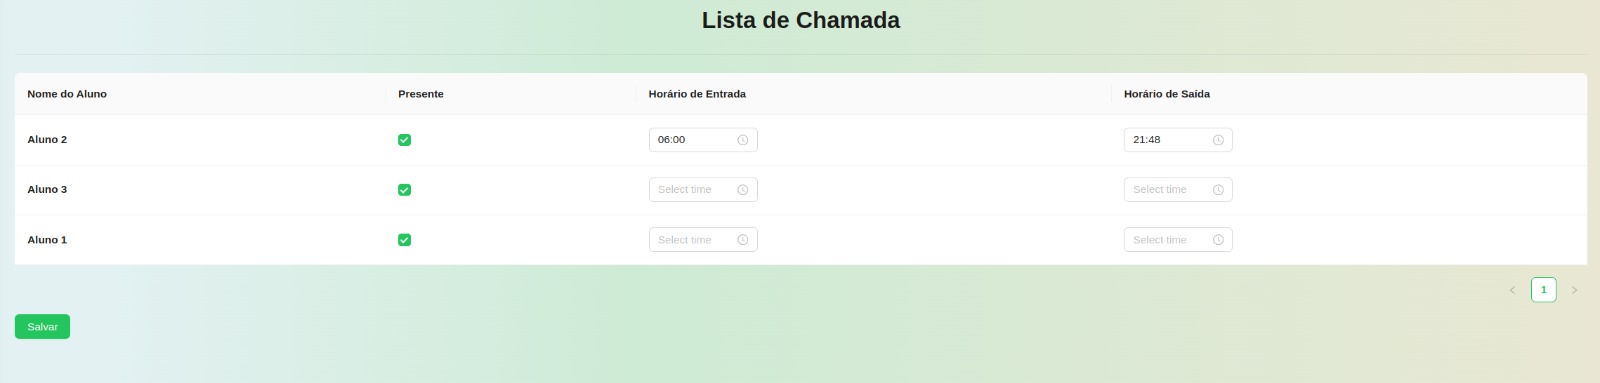 Lista de Chamada
Nome do Aluno Presente Horário de Entrada Horário de Saída
Aluno 2 06:00 21:48
Aluno 3 Select time Select time
Aluno 1 Select time Select time
1
Salvar